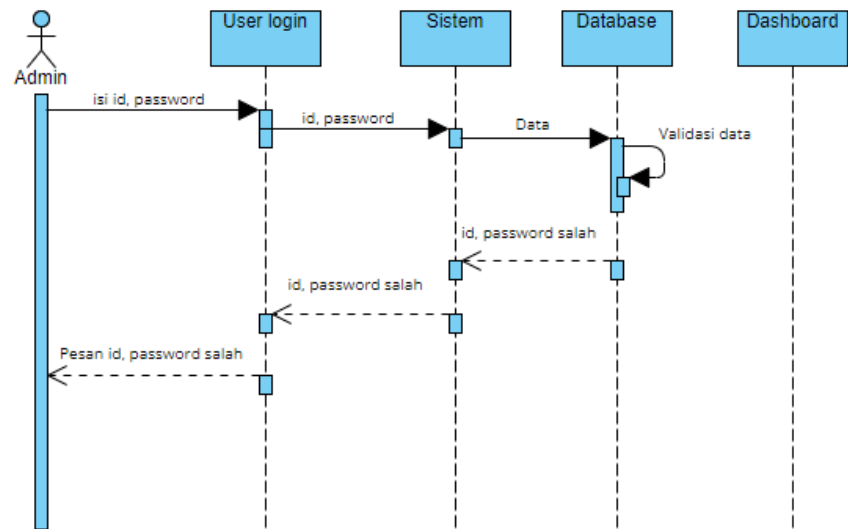 User login
Sistem
Database
Dashboard
Admin
isi id, password
id, password
Data
Validasi data
id, password salah
id, password salah
Pesan id, password salah